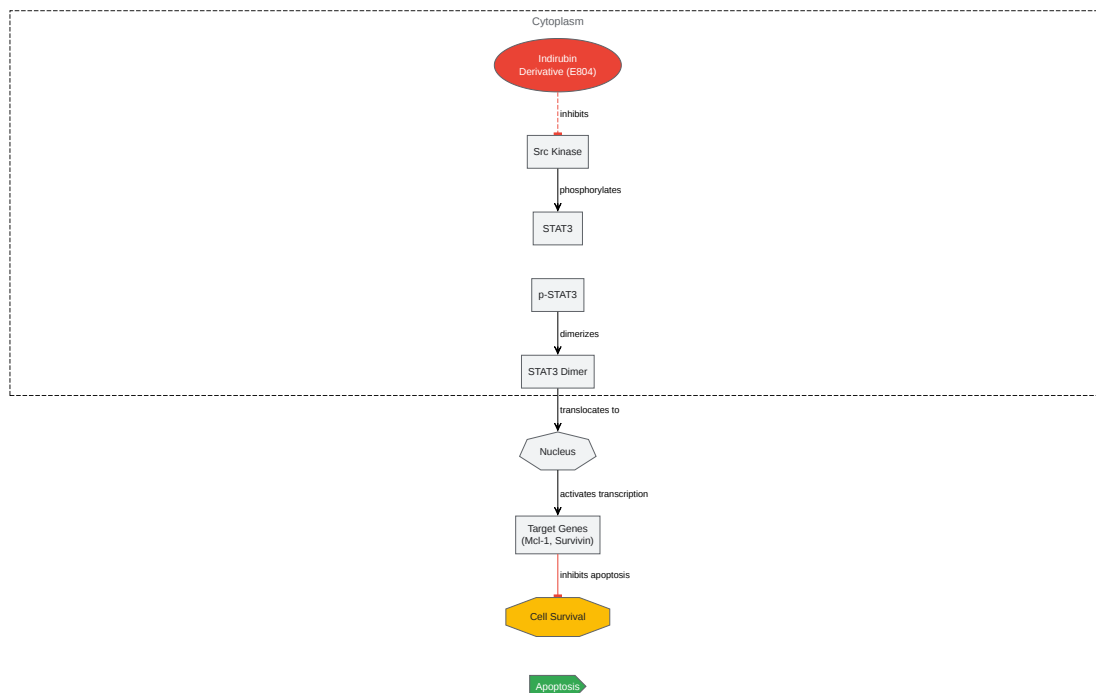 Cytoplasm
Indirubin
Derivative (E804)
inhibits
Src Kinase
phosphorylates
STAT3
p-STAT3
dimerizes
STAT3 Dimer
translocates to
Nucleus
activates transcription
Target Genes
(Mcl-1, Survivin)
inhibits apoptosis
Cell Survival
Apoptosis